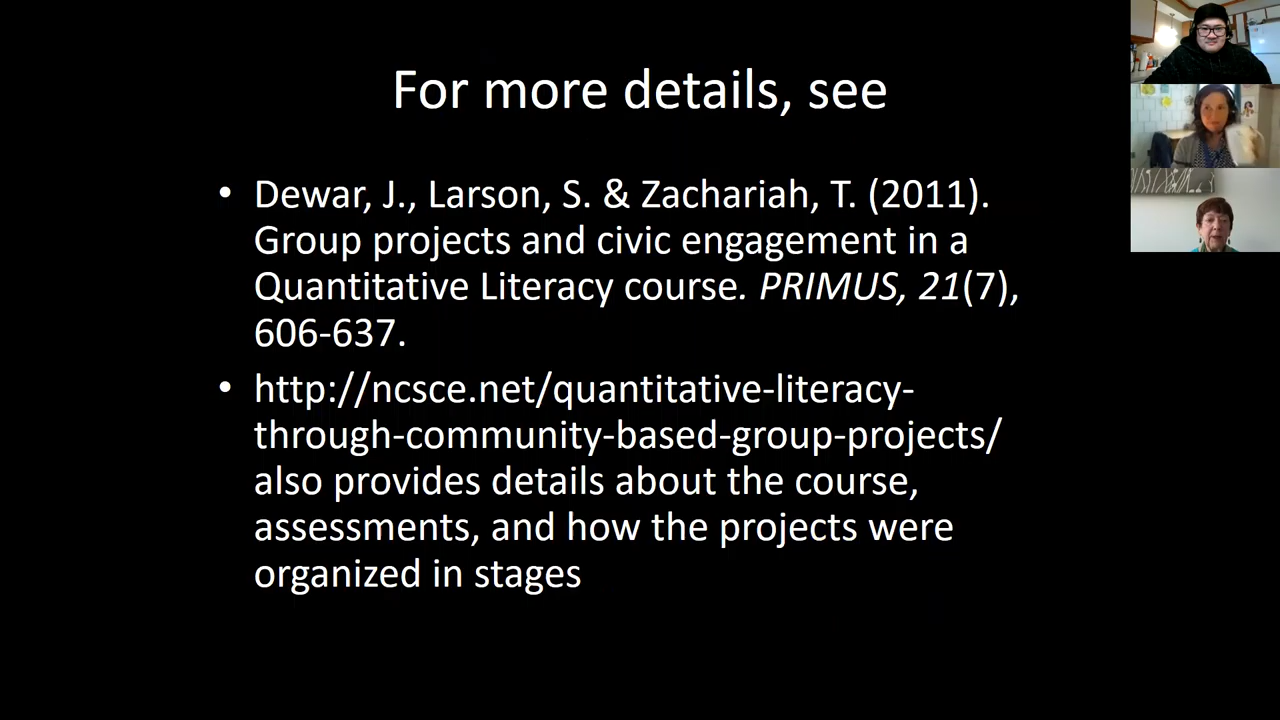 For more details, see
• Dewar, J., Larson, S. & Zachariah, T. (2011).
Group projects and civic engagement in a
Quantitative Literacy course. PRIMUS, 21(7),
606-637.
• http://ncsce.net/quantitative-literacy-
through-community-based-group-projects/
also provides details about the course,
assessments, and how the projects were
organized in stages